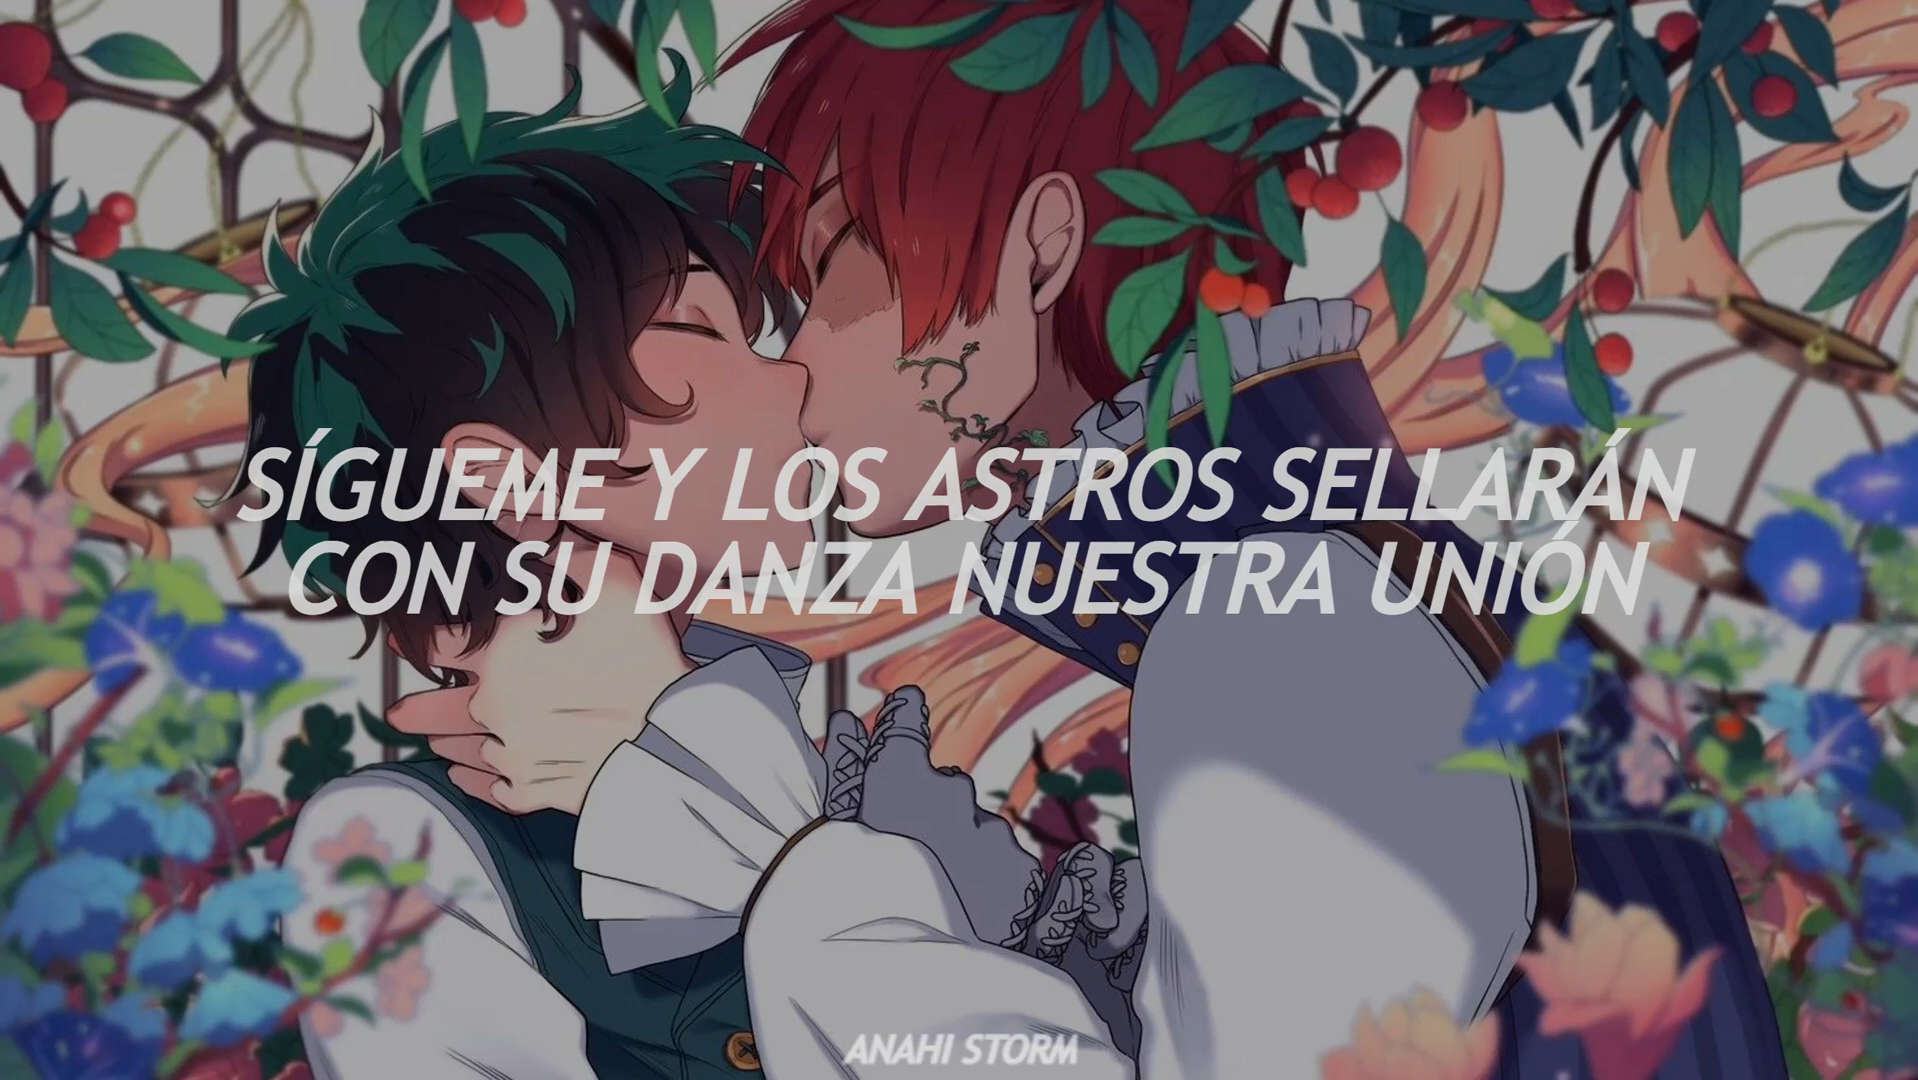 SÍGUEME Y LOS ASTROS SELLARÁN
CON SU DANZA NUESTRA UNIÓN
ANAHI STORM